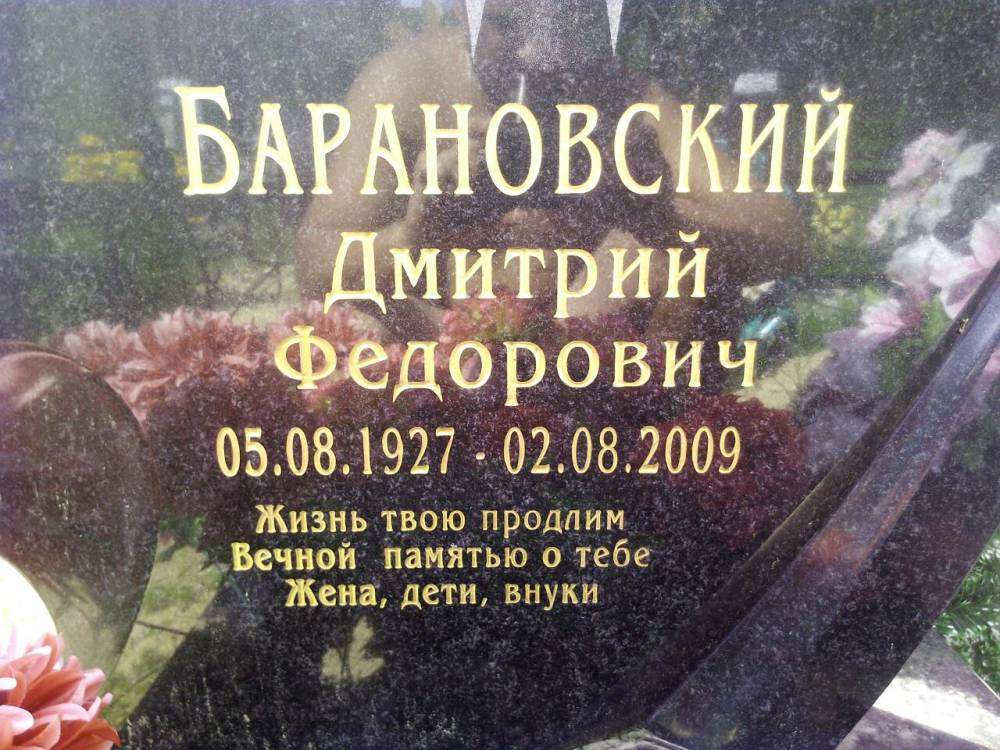 БАРАНОВСКИЙ
ДМИТРИЙ
ФЕДОРОВИЧ
05.08.1927 - 02.08.2009
Жизнь твою продлим
Вечной памятью о тебе
Жена, дети, внуки